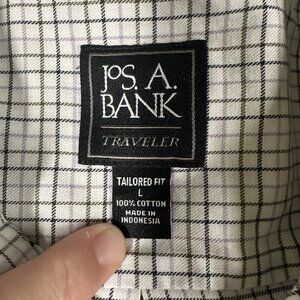 JOS. A.
BANK
TRAVELER
TAILORED FIT
L
100% COTTON
MADE IN
INDONESIA